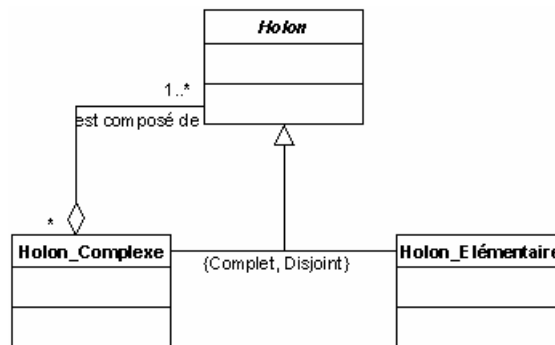 Holon
1..*
est composé de
*
Holon_Complexe
Holon_Elémentaire
{Complet, Disjoint}